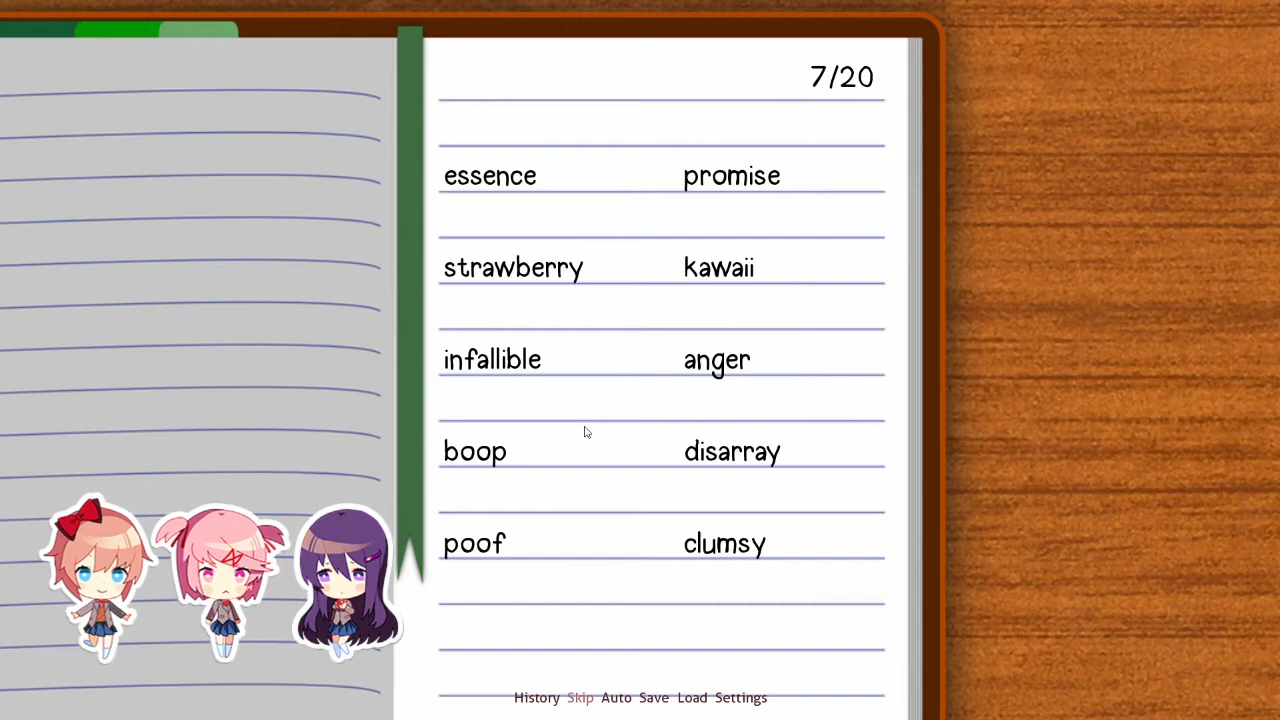 7/20
essence promise
strawberry kawaii
infallible anger
boop disarray
poof clumsy
History Skip Auto Save Load Settings